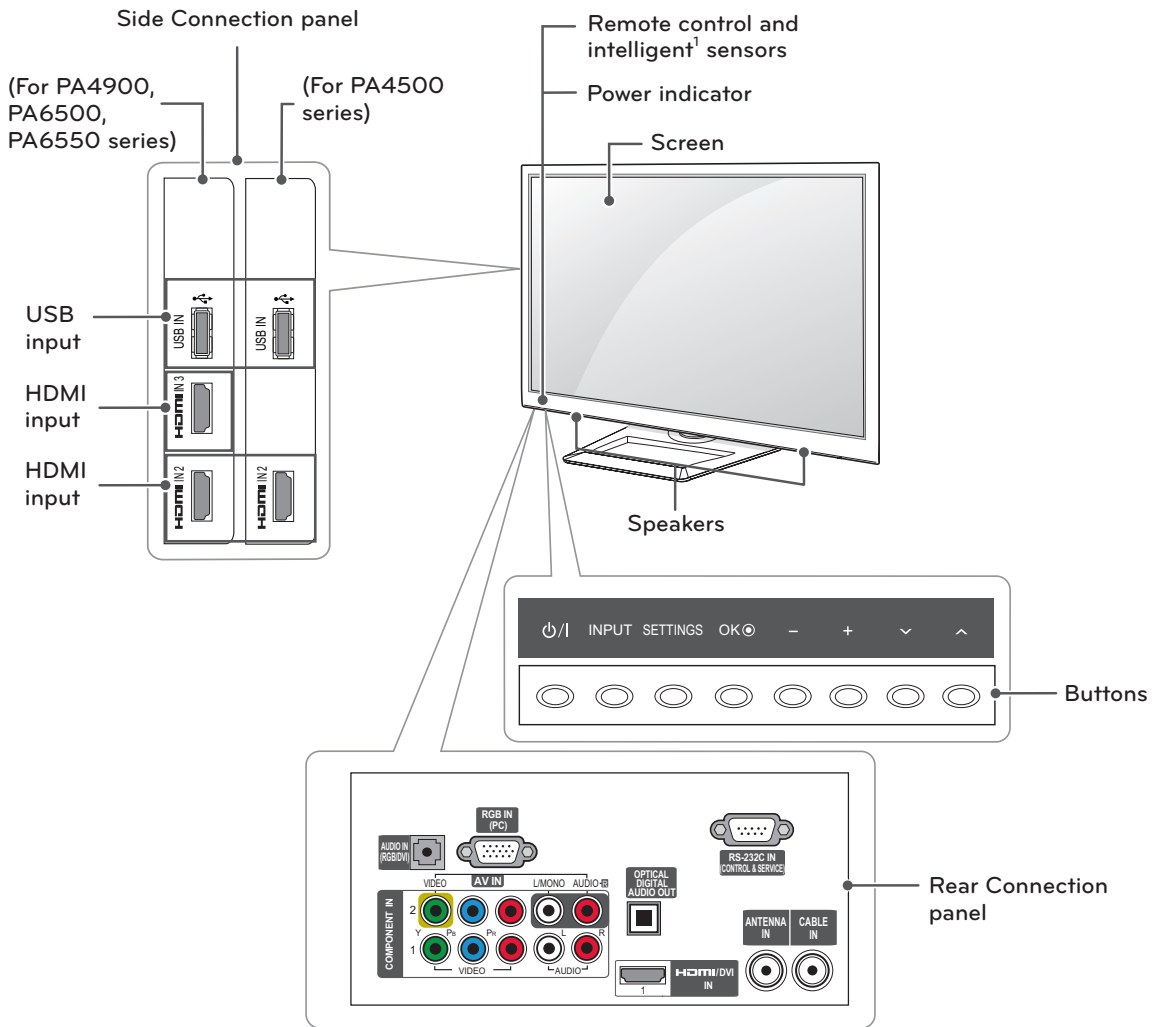 Side Connection panel
(For PA4900,
PA6500,
PA6550 series)
(For PA4500
series)
Remote control and
intelligent1 sensors
Power indicator
Screen
USB
input
USB IN
USB IN
HDMI
input
HDMI IN 3
HDMI
input
HDMI IN 2
HDMI IN 2
Speakers
⏻/I INPUT SETTINGS OK⦿ – + ⌄ ⌃
Buttons
RGB IN
(PC)
AUDIO IN
(RGB/DVI)
RS-232C IN
(CONTROL & SERVICE)
VIDEO AV IN L/MONO AUDIO R
COMPONENT IN
2
Y PB PR L R
1
VIDEO AUDIO
OPTICAL
DIGITAL
AUDIO OUT
ANTENNA
IN
CABLE
IN
1
HDMI/DVI
IN
Rear Connection
panel